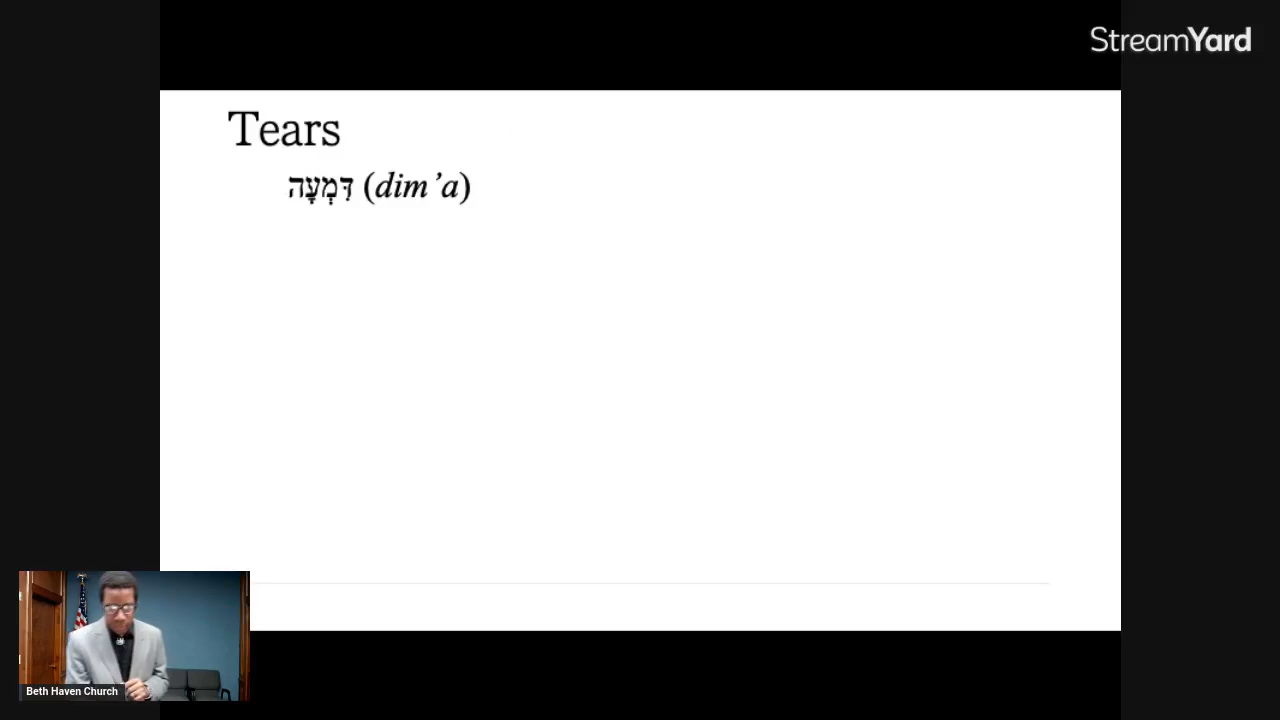 StreamYard
Tears
דִּמְעָה (dim’a)
Beth Haven Church